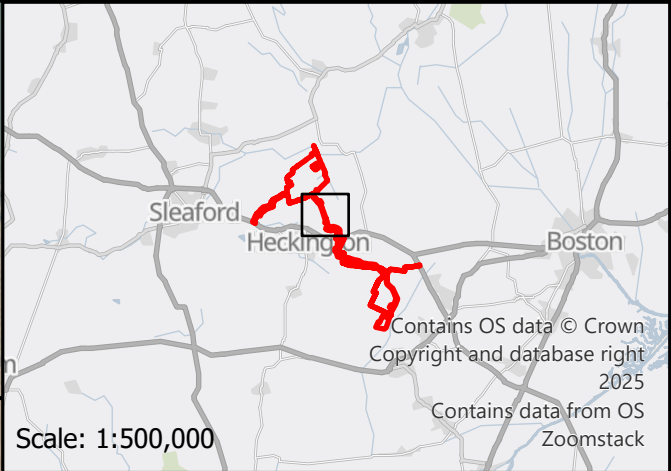 Sleaford
Heckington
Boston
m
Contains OS data © Crown
Copyright and database right
2025
Contains data from OS
Zoomstack
Scale: 1:500,000